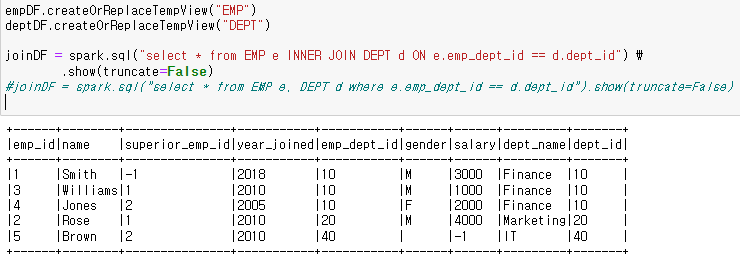 empDF.createOrReplaceTempView("EMP")
deptDF.createOrReplaceTempView("DEPT")
joinDF = spark.sql("select * from EMP e INNER JOIN DEPT d ON e.emp_dept_id == d.dept_id") ₩
.show(truncate=False)
#joinDF = spark.sql("select * from EMP e, DEPT d where e.emp_dept_id == d.dept_id").show(truncate=False)
+------+--------+---------------+-----------+-----------+------+------+---------+-------+
|emp_id|name    |superior_emp_id|year_joined|emp_dept_id|gender|salary|dept_name|dept_id|
+------+--------+---------------+-----------+-----------+------+------+---------+-------+
|1     |Smith   |-1             |2018       |10         |M     |3000  |Finance  |10     |
|3     |Williams|1              |2010       |10         |M     |1000  |Finance  |10     |
|4     |Jones   |2              |2005       |10         |F     |2000  |Finance  |10     |
|2     |Rose    |1              |2010       |20         |M     |4000  |Marketing|20     |
|5     |Brown   |2              |2010       |40         |      |-1    |IT       |40     |
+------+--------+---------------+-----------+-----------+------+------+---------+-------+